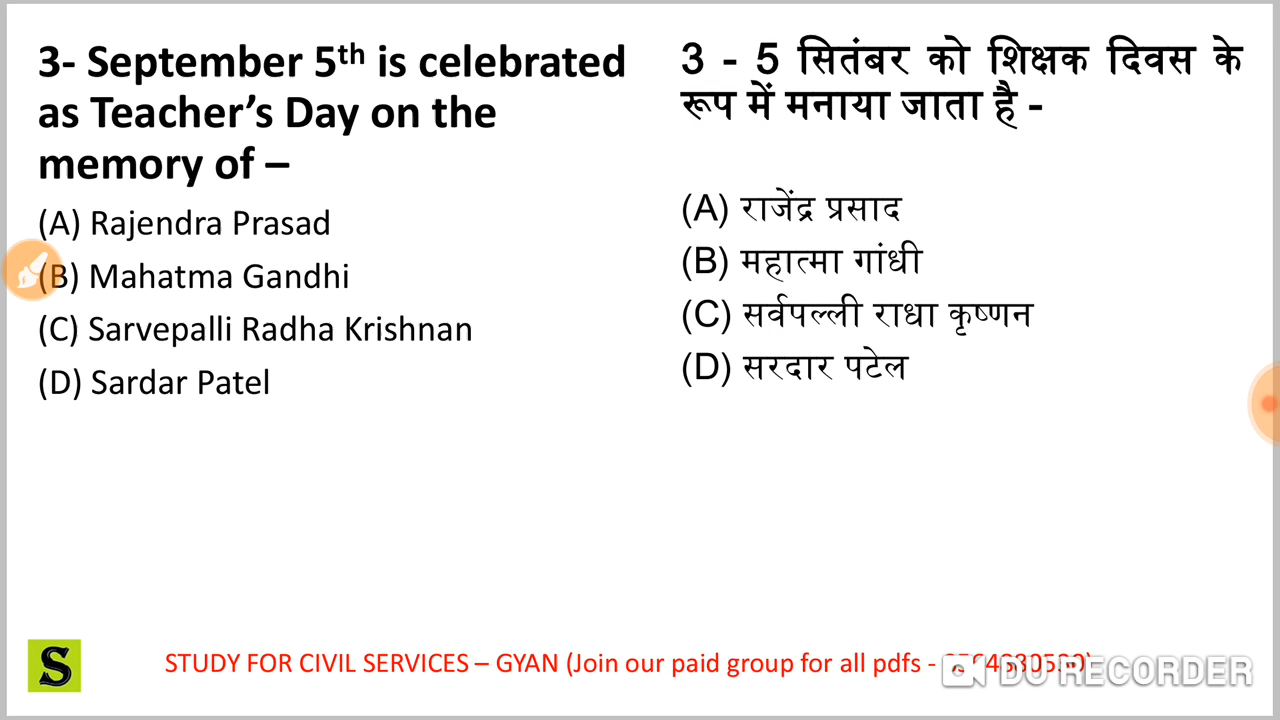 3- September 5th is celebrated
as Teacher's Day on the
memory of –
(A) Rajendra Prasad
(B) Mahatma Gandhi
(C) Sarvepalli Radha Krishnan
(D) Sardar Patel
3 - 5 सितंबर को शिक्षक दिवस के
रूप में मनाया जाता है -
(A) राजेंद्र प्रसाद
(B) महात्मा गांधी
(C) सर्वपल्ली राधा कृष्णन
(D) सरदार पटेल
S
STUDY FOR CIVIL SERVICES – GYAN (Join our paid group for all pdfs -
DU RECORDER